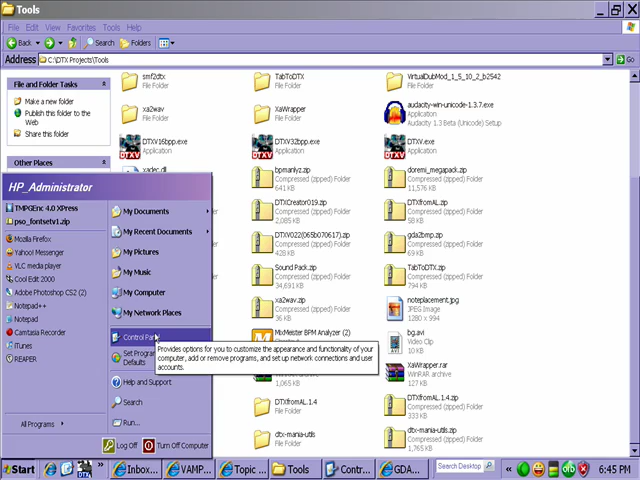 Tools
File Edit View Favorites Tools Help
Back Search Folders
Address C:\DTX Projects\Tools Go
File and Folder Tasks
Make a new folder
Publish this folder to the
Web
Share this folder
Other Places
smf2dtx
File Folder
TabToDTX
File Folder
VirtualDubMod_1_5_10_2_b2542
File Folder
xa2wav
File Folder
XaWrapper
File Folder
audacity-win-unicode-1.3.7.exe
Application
Audacity 1.3 Beta (Unicode) Setup
DTXV16bpp.exe
Application
DTXV32bpp.exe
Application
DTXV.exe
Application
xadec.dll
bpmanlyz.zip
Compressed (zipped) Folder
641 KB
doremi_megapack.zip
Compressed (zipped) Folder
11,576 KB
DTXCreator019.zip
Compressed (zipped) Folder
2,085 KB
DTXfromAL.zip
Compressed (zipped) Folder
DTXV022(065b070617).zip
Compressed (zipped) Folder
528 KB
gda2bmp.zip
Compressed (zipped) Folder
Sound Pack.zip
Compressed (zipped) Folder
34,691 KB
TabToDTX.zip
Compressed (zipped) Folder
794 KB
xa2wav.zip
Compressed (zipped) Folder
noteplacement.jpg
JPEG Image
1280 x 994
MixMeister BPM Analyzer (2)
bg.avi
Video Clip
10 KB
1,065 KB
XaWrapper.rar
WinRAR archive
127 KB
DTXfromAL.1.4
File Folder
DTXfromAL.1.4.zip
Compressed (zipped) Folder
333 KB
dtx-mania-utils
File Folder
dtx-mania-utils.zip
Compressed (zipped) Folder
1,765 KB
HP_Administrator
TMPGEnc 4.0 XPress
pso_fontsetv1.zip
Mozilla Firefox
Yahoo! Messenger
VLC media player
Cool Edit 2000
Adobe Photoshop CS2 (2)
Notepad++
Notepad
Camtasia Recorder
iTunes
REAPER
All Programs
My Documents
My Recent Documents
My Pictures
My Music
My Computer
My Network Places
Control Panel
Set Program
Defaults
Help and Support
Search
Run...
Provides options for you to customize the appearance and functionality of your
computer, add or remove programs, and set up network connections and user
accounts.
Log Off Turn Off Computer
Start Inbox... VAMP... Topic ... Tools Contr... GDA... Search Desktop 6:45 PM